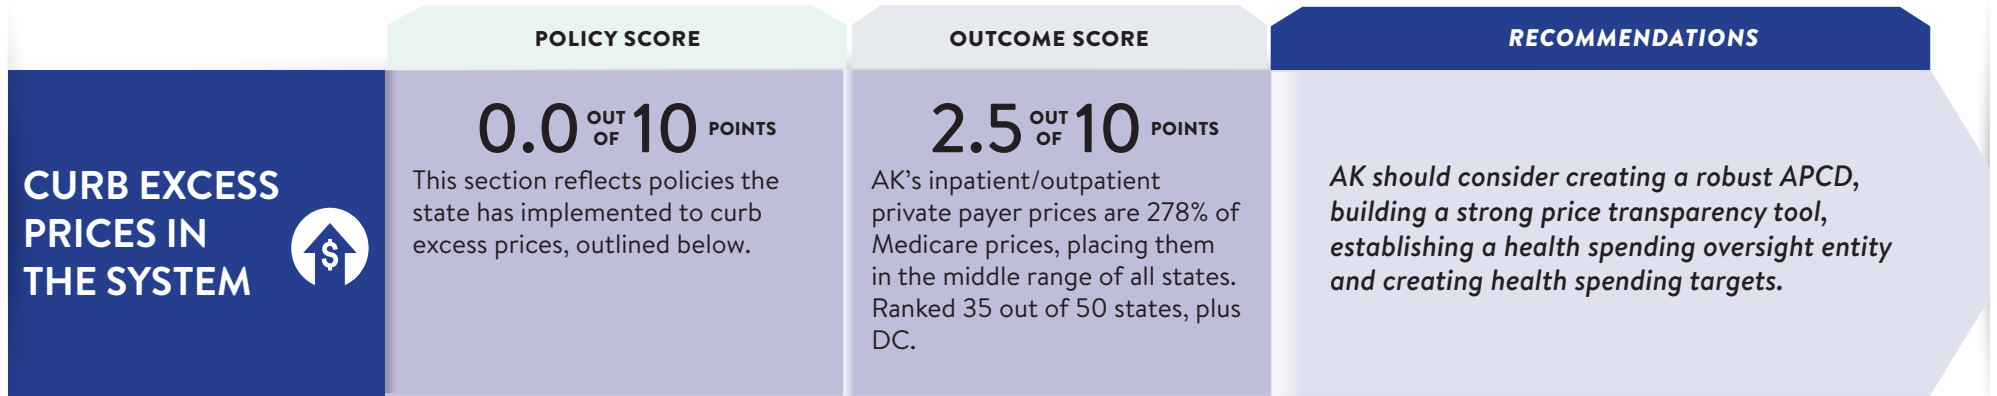 POLICY SCORE
OUTCOME SCORE
RECOMMENDATIONS
CURB EXCESS
PRICES IN
THE SYSTEM
$
0.0 OUT OF 10 POINTS
This section reflects policies the
state has implemented to curb
excess prices, outlined below.
2.5 OUT OF 10 POINTS
AK’s inpatient/outpatient
private payer prices are 278% of
Medicare prices, placing them
in the middle range of all states.
Ranked 35 out of 50 states, plus
DC.
AK should consider creating a robust APCD,
building a strong price transparency tool,
establishing a health spending oversight entity
and creating health spending targets.